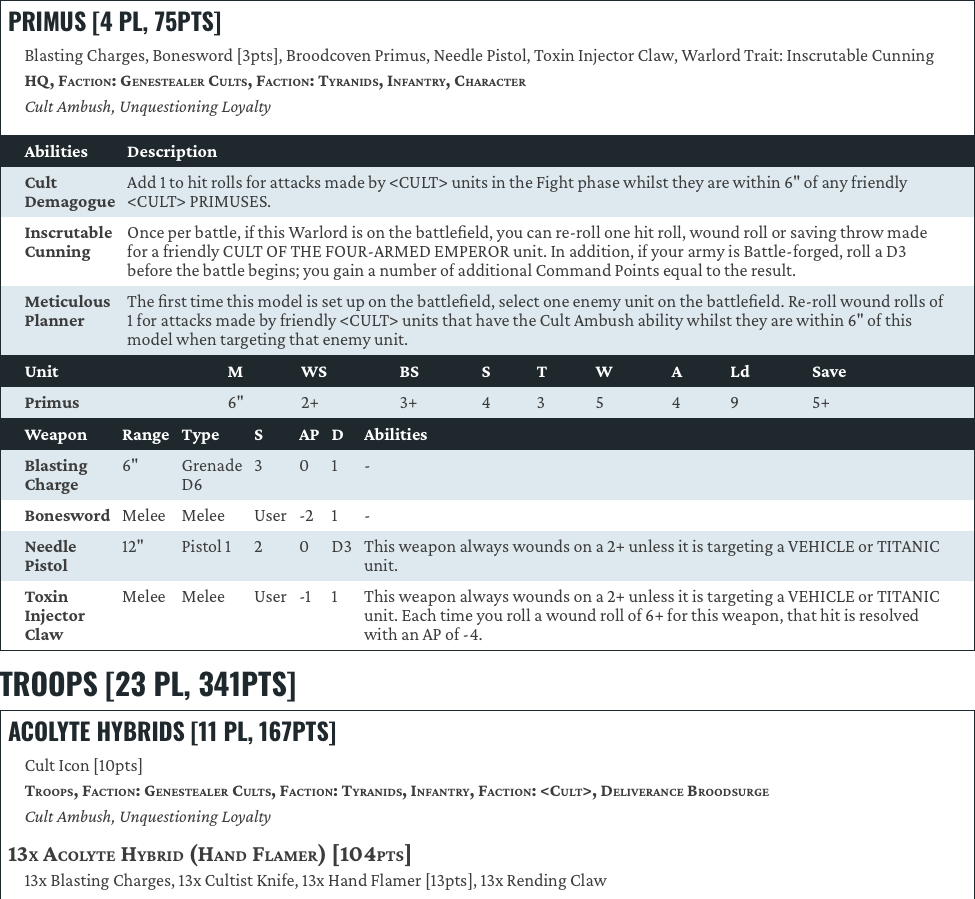 PRIMUS [4 PL, 75PTS]
Blasting Charges, Bonesword [3pts], Broodcoven Primus, Needle Pistol, Toxin Injector Claw, Warlord Trait: Inscrutable Cunning
HQ, Faction: Genestealer Cults, Faction: Tyranids, Infantry, Character
Cult Ambush, Unquestioning Loyalty
Abilities Description
Cult Demagogue Add 1 to hit rolls for attacks made by <CULT> units in the Fight phase whilst they are within 6" of any friendly
<CULT> PRIMUSES.
Inscrutable Cunning Once per battle, if this Warlord is on the battlefield, you can re-roll one hit roll, wound roll or saving throw made
for a friendly CULT OF THE FOUR-ARMED EMPEROR unit. In addition, if your army is Battle-forged, roll a D3
before the battle begins; you gain a number of additional Command Points equal to the result.
Meticulous Planner The first time this model is set up on the battlefield, select one enemy unit on the battlefield. Re-roll wound rolls of
1 for attacks made by friendly <CULT> units that have the Cult Ambush ability whilst they are within 6" of this
model when targeting that enemy unit.
Unit M WS BS S T W A Ld Save
Primus 6" 2+ 3+ 4 3 5 4 9 5+
Weapon Range Type S AP D Abilities
Blasting Charge 6" Grenade D6 3 0 1 -
Bonesword Melee Melee User -2 1 -
Needle Pistol 12" Pistol 1 2 0 D3 This weapon always wounds on a 2+ unless it is targeting a VEHICLE or TITANIC
unit.
Toxin Injector Claw Melee Melee User -1 1 This weapon always wounds on a 2+ unless it is targeting a VEHICLE or TITANIC
unit. Each time you roll a wound roll of 6+ for this weapon, that hit is resolved
with an AP of -4.
TROOPS [23 PL, 341PTS]
ACOLYTE HYBRIDS [11 PL, 167PTS]
Cult Icon [10pts]
Troops, Faction: Genestealer Cults, Faction: Tyranids, Infantry, Faction: <Cult>, Deliverance Broodsurge
Cult Ambush, Unquestioning Loyalty
13x Acolyte Hybrid (Hand Flamer) [104pts]
13x Blasting Charges, 13x Cultist Knife, 13x Hand Flamer [13pts], 13x Rending Claw